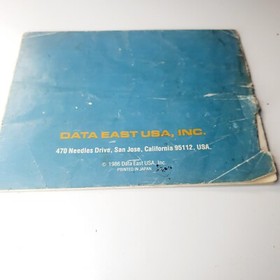 DATA EAST USA, INC.
470 Needles Drive, San Jose, California 95112, USA.
© 1986 Data East USA, Inc.
PRINTED IN JAPAN